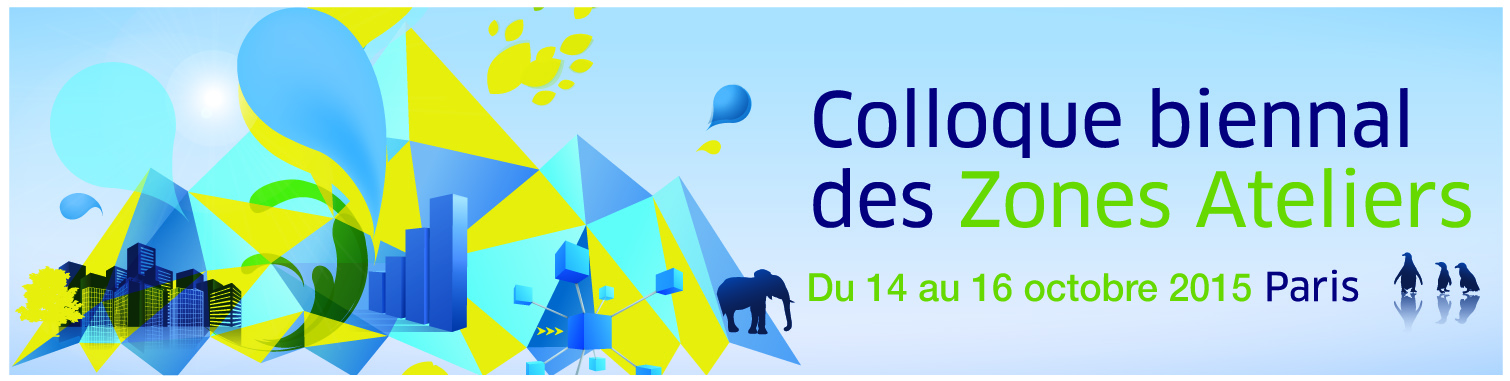 Colloque biennal
des Zones Ateliers
Du 14 au 16 octobre 2015 Paris